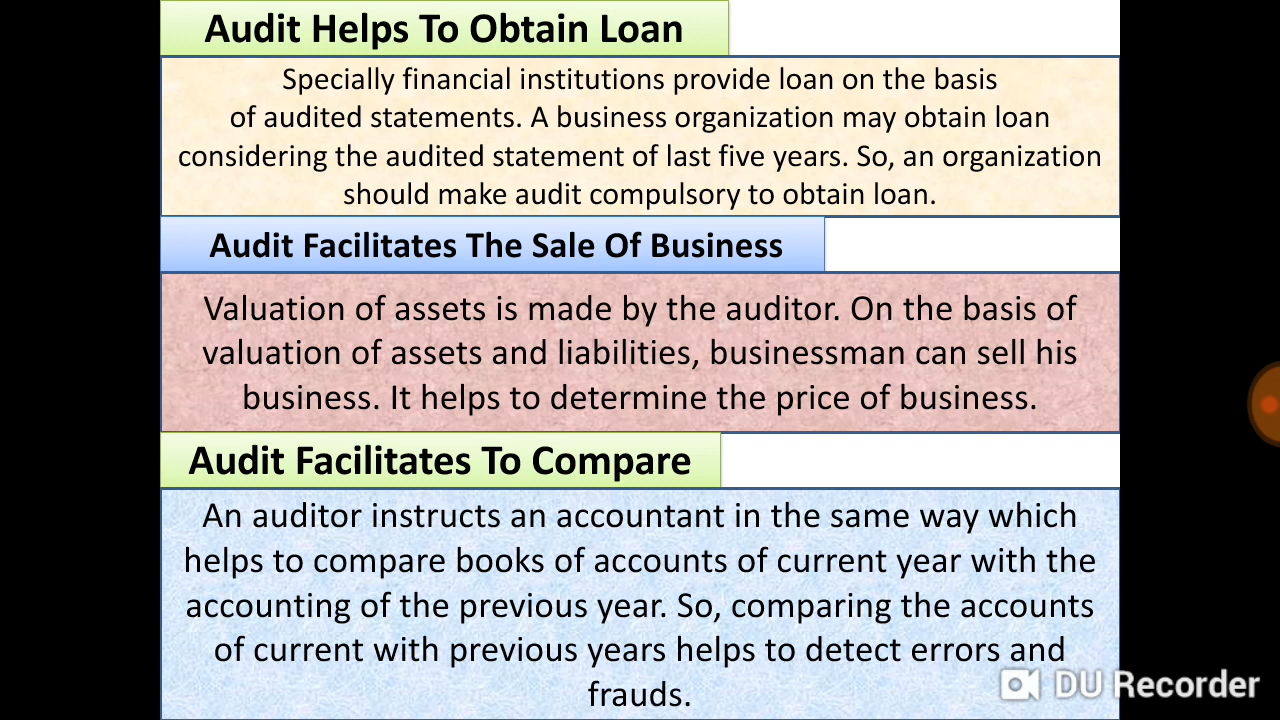 Audit Helps To Obtain Loan
Specially financial institutions provide loan on the basis
of audited statements. A business organization may obtain loan
considering the audited statement of last five years. So, an organization
should make audit compulsory to obtain loan.
Audit Facilitates The Sale Of Business
Valuation of assets is made by the auditor. On the basis of
valuation of assets and liabilities, businessman can sell his
business. It helps to determine the price of business.
Audit Facilitates To Compare
An auditor instructs an accountant in the same way which
helps to compare books of accounts of current year with the
accounting of the previous year. So, comparing the accounts
of current with previous years helps to detect errors and
frauds.
DU Recorder